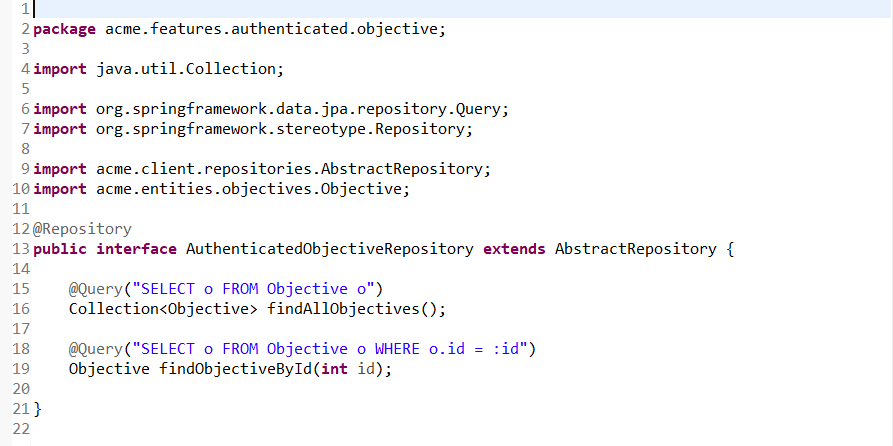 1
2 package acme.features.authenticated.objective;
3
4 import java.util.Collection;
5
6 import org.springframework.data.jpa.repository.Query;
7 import org.springframework.stereotype.Repository;
8
9 import acme.client.repositories.AbstractRepository;
10 import acme.entities.objectives.Objective;
11
12 @Repository
13 public interface AuthenticatedObjectiveRepository extends AbstractRepository {
14
15     @Query("SELECT o FROM Objective o")
16     Collection<Objective> findAllObjectives();
17
18     @Query("SELECT o FROM Objective o WHERE o.id = :id")
19     Objective findObjectiveById(int id);
20
21 }
22